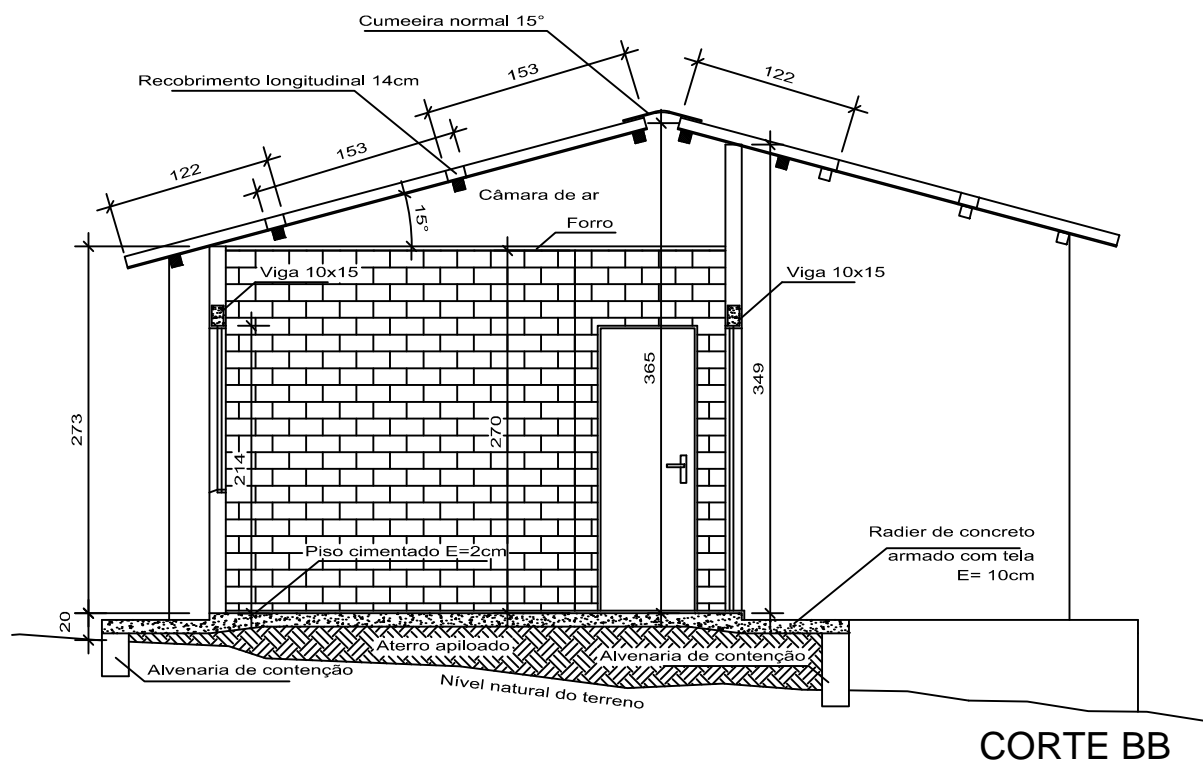 Cumeeira normal 15°
Recobrimento longitudinal 14cm
153
122
153
122
Câmara de ar
15°
Forro
Viga 10x15
Viga 10x15
365
349
273
270
214
Piso cimentado E=2cm
Radier de concreto
armado com tela
E= 10cm
20
Aterro apiloado
Alvenaria de contenção
Alvenaria de contenção
Nível natural do terreno
CORTE BB